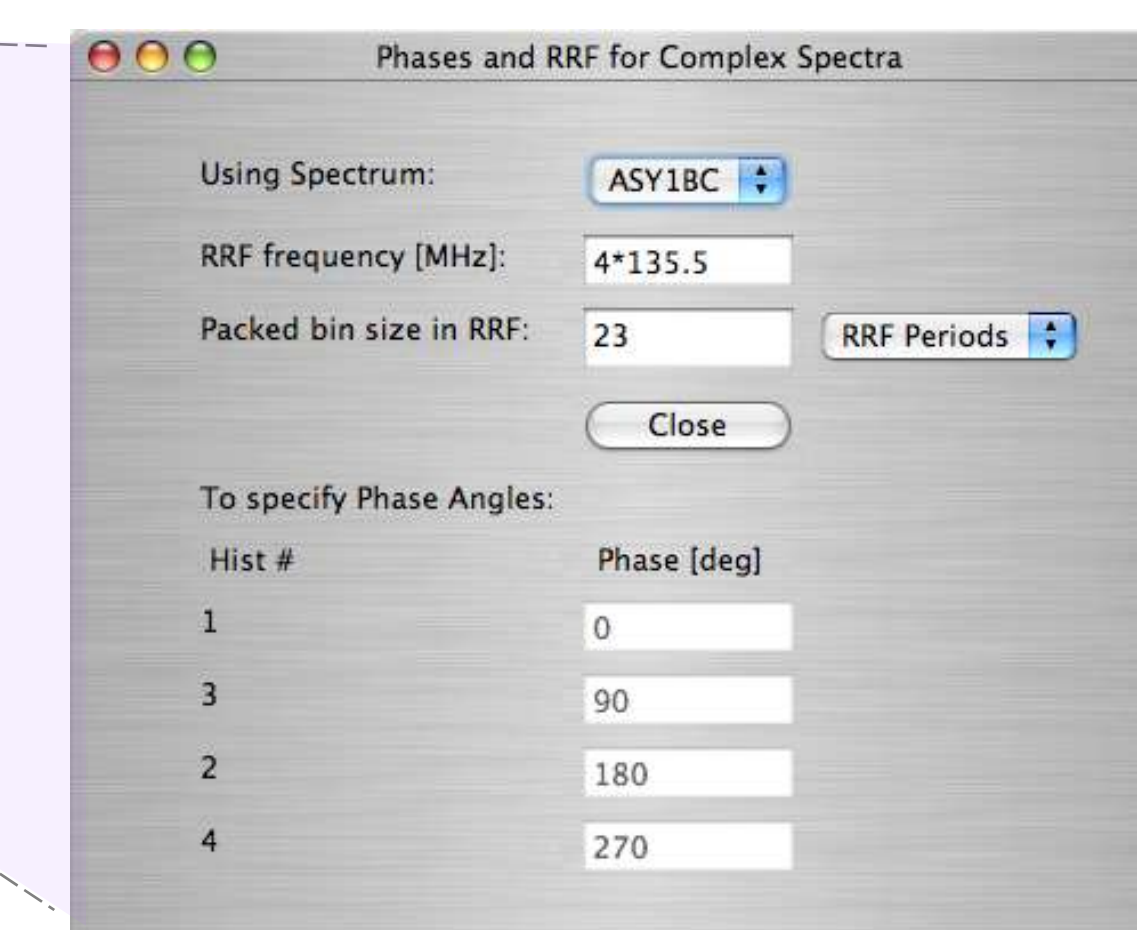 Phases and RRF for Complex Spectra
Using Spectrum: ASY1BC
RRF frequency [MHz]: 4*135.5
Packed bin size in RRF: 23 RRF Periods
Close
To specify Phase Angles:
Hist # Phase [deg]
1 0
3 90
2 180
4 270